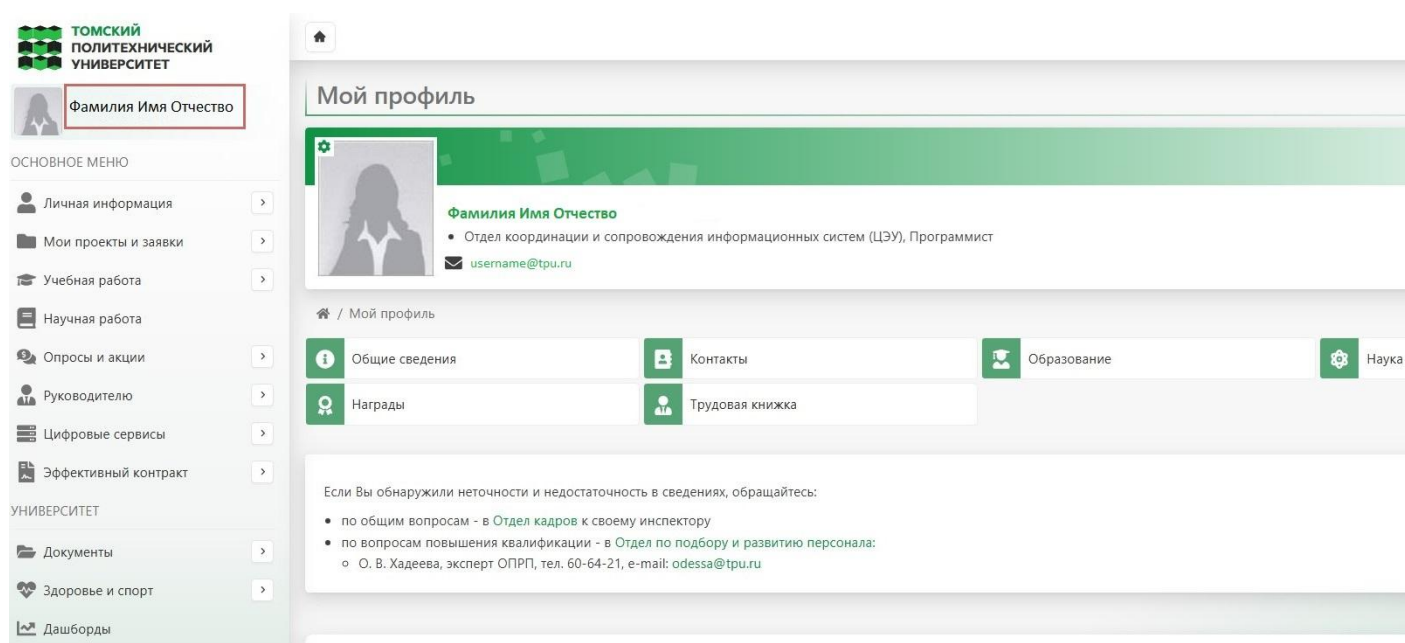 ТОМСКИЙ
ПОЛИТЕХНИЧЕСКИЙ
УНИВЕРСИТЕТ
Фамилия Имя Отчество
ОСНОВНОЕ МЕНЮ
Личная информация
Мои проекты и заявки
Учебная работа
Научная работа
Опросы и акции
Руководителю
Цифровые сервисы
Эффективный контракт
УНИВЕРСИТЕТ
Документы
Здоровье и спорт
Дашборды
Мой профиль
Фамилия Имя Отчество
• Отдел координации и сопровождения информационных систем (ЦЭУ), Программист
username@tpu.ru
/ Мой профиль
Общие сведения
Контакты
Образование
Наука
Награды
Трудовая книжка
Если Вы обнаружили неточности и недостаточность в сведениях, обращайтесь:
• по общим вопросам - в Отдел кадров к своему инспектору
• по вопросам повышения квалификации - в Отдел по подбору и развитию персонала:
○ О. В. Хадеева, эксперт ОПРП, тел. 60-64-21, e-mail: odessa@tpu.ru